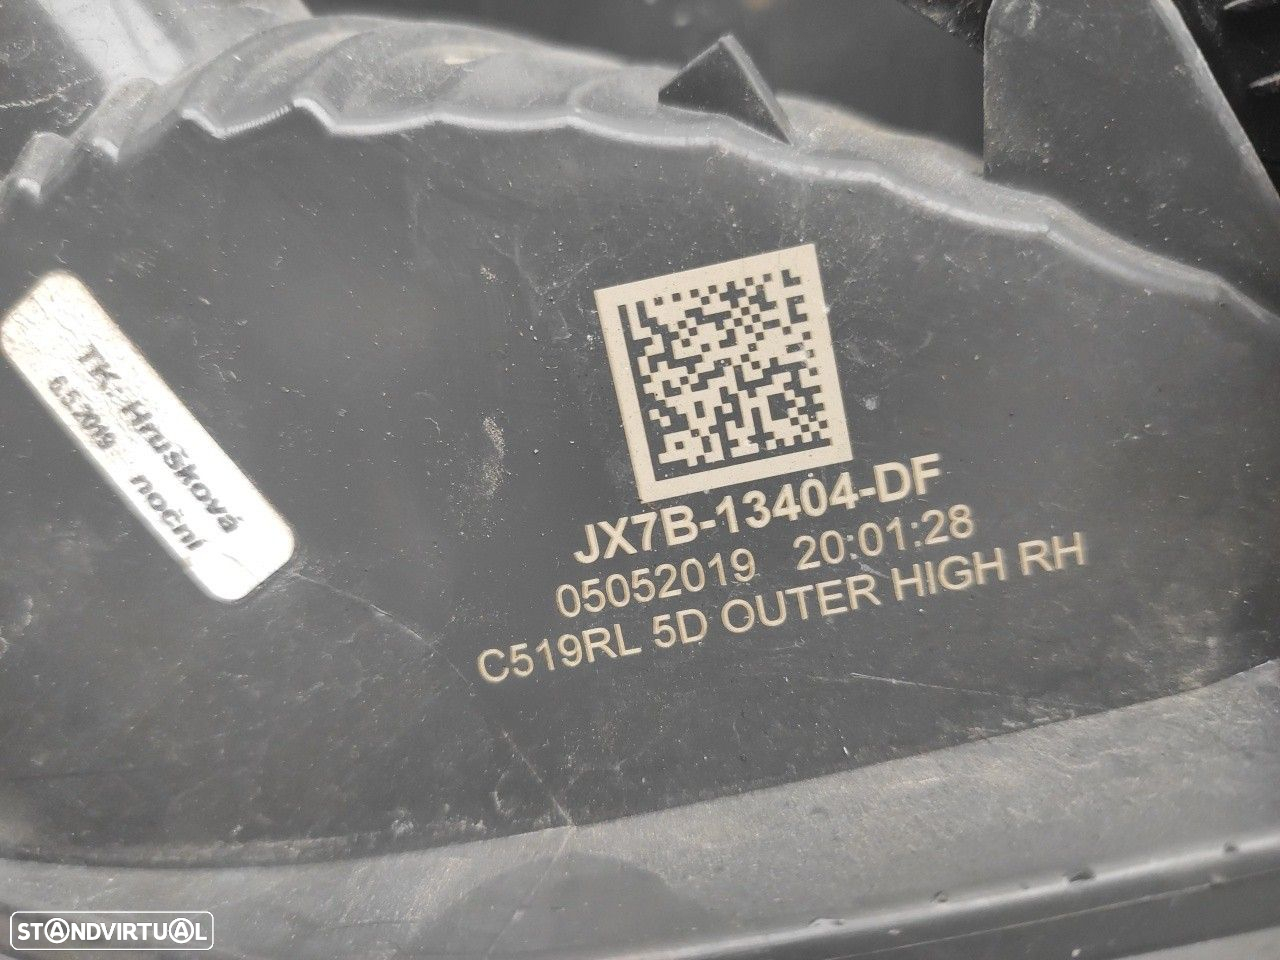 TK: Hrušková
6.5.2019 noční
JX7B-13404-DF
05052019 20:01:28
C519RL 5D OUTER HIGH RH
STANDVIRTUAL